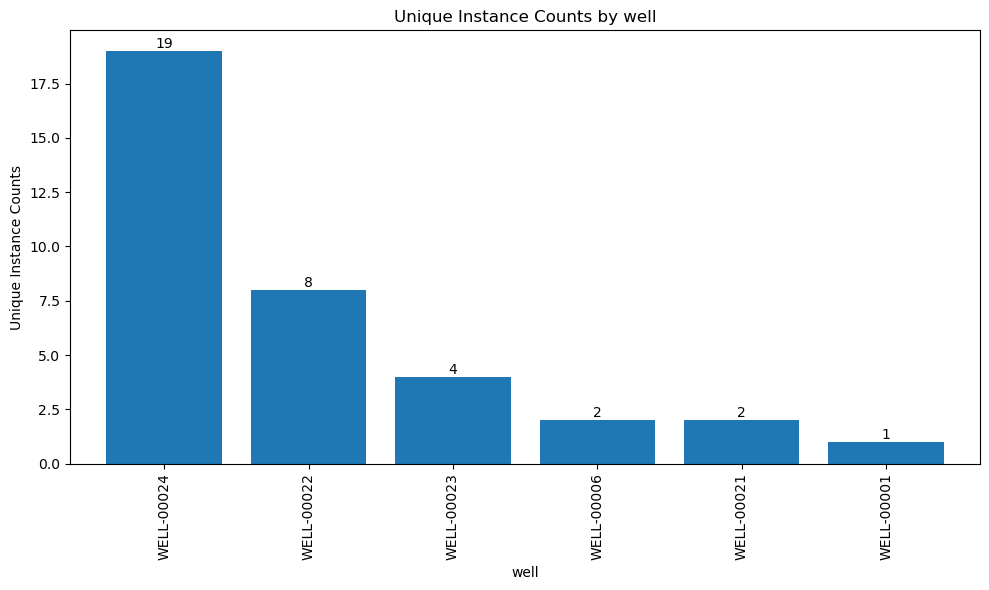 Unique Instance Counts by well
Unique Instance Counts
17.5
15.0
12.5
10.0
7.5
5.0
2.5
0.0
19
8
4
2
2
1
WELL-00024
WELL-00022
WELL-00023
WELL-00006
WELL-00021
WELL-00001
well